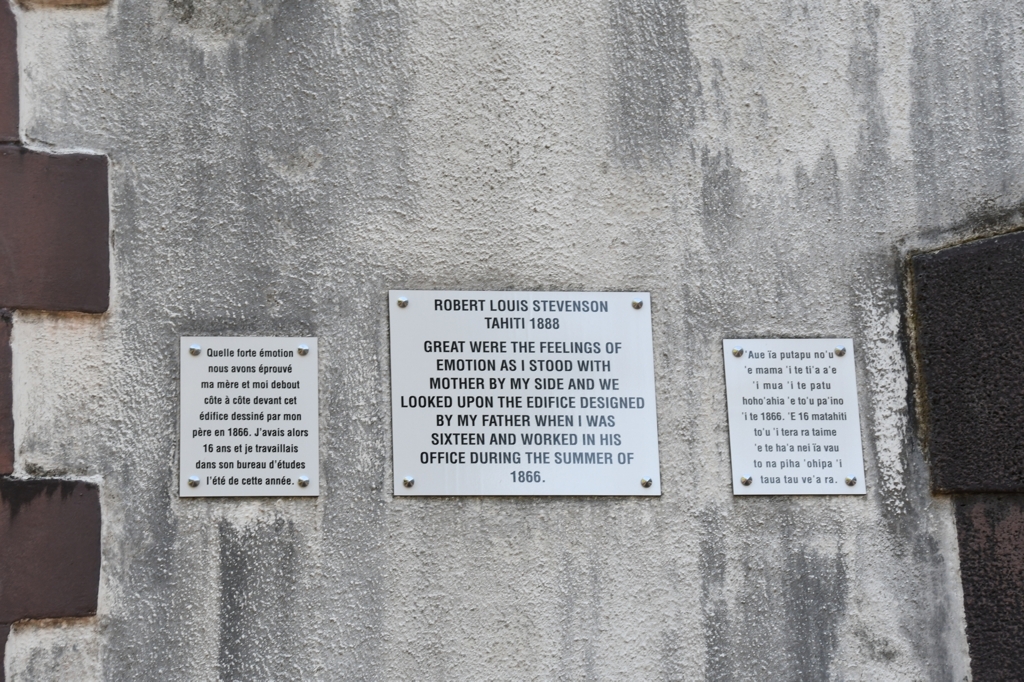 Quelle forte émotion
nous avons éprouvé
ma mère et moi debout
côte à côte devant cet
édifice dessiné par mon
père en 1866. J'avais alors
16 ans et je travaillais
dans son bureau d'études
l'été de cette année.
ROBERT LOUIS STEVENSON
TAHITI 1888
GREAT WERE THE FEELINGS OF
EMOTION AS I STOOD WITH
MOTHER BY MY SIDE AND WE
LOOKED UPON THE EDIFICE DESIGNED
BY MY FATHER WHEN I WAS
SIXTEEN AND WORKED IN HIS
OFFICE DURING THE SUMMER OF
1866.
'Aue ïa putapu no'u
'e mama 'i te ti'a a'e
'i mua 'i te patu
hoho'ahia 'e to'u pa'ino
'i te 1866. 'E 16 matahiti
to'u 'i tera ra taime
'e te ha'a nei ïa vau
to na piha 'ohipa 'i
taua tau ve'a ra.